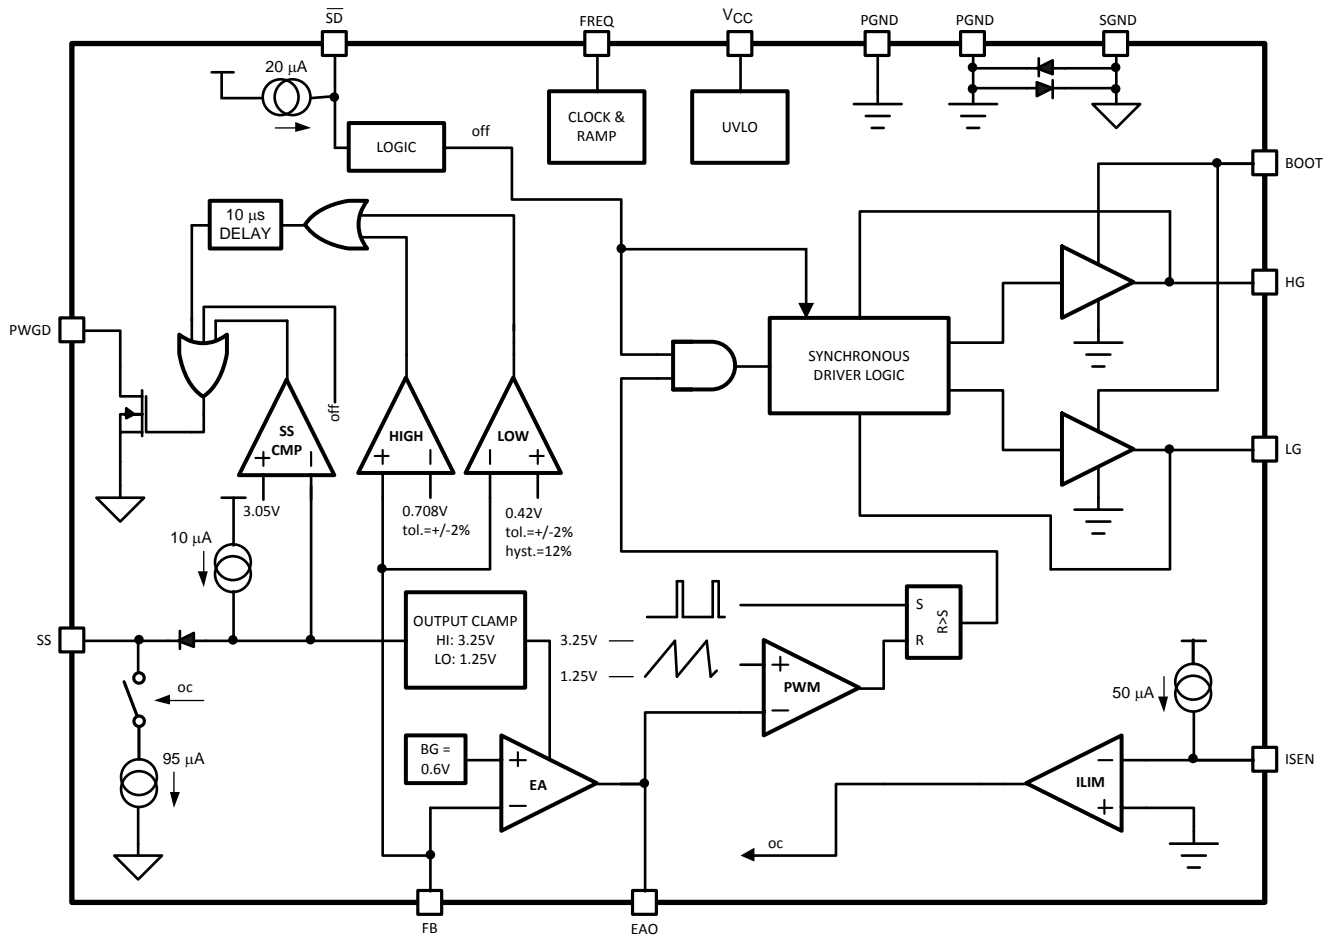 SD
FREQ
VCC
PGND
PGND
SGND
20 μA
CLOCK &
RAMP
UVLO
off
LOGIC
BOOT
10 μs
DELAY
HG
PWGD
SYNCHRONOUS
DRIVER LOGIC
off
SS
CMP
+
−
HIGH
+
−
LOW
−
+
LG
3.05V
0.708V
tol.=+/-2%
0.42V
tol.=+/-2%
hyst.=12%
10 μA
SS
OUTPUT CLAMP
HI: 3.25V
LO: 1.25V
3.25V
1.25V
S
R
R>S
+
PWM
−
oc
50 μA
95 μA
BG =
0.6V
+
EA
−
−
ILIM
+
ISEN
oc
FB
EAO